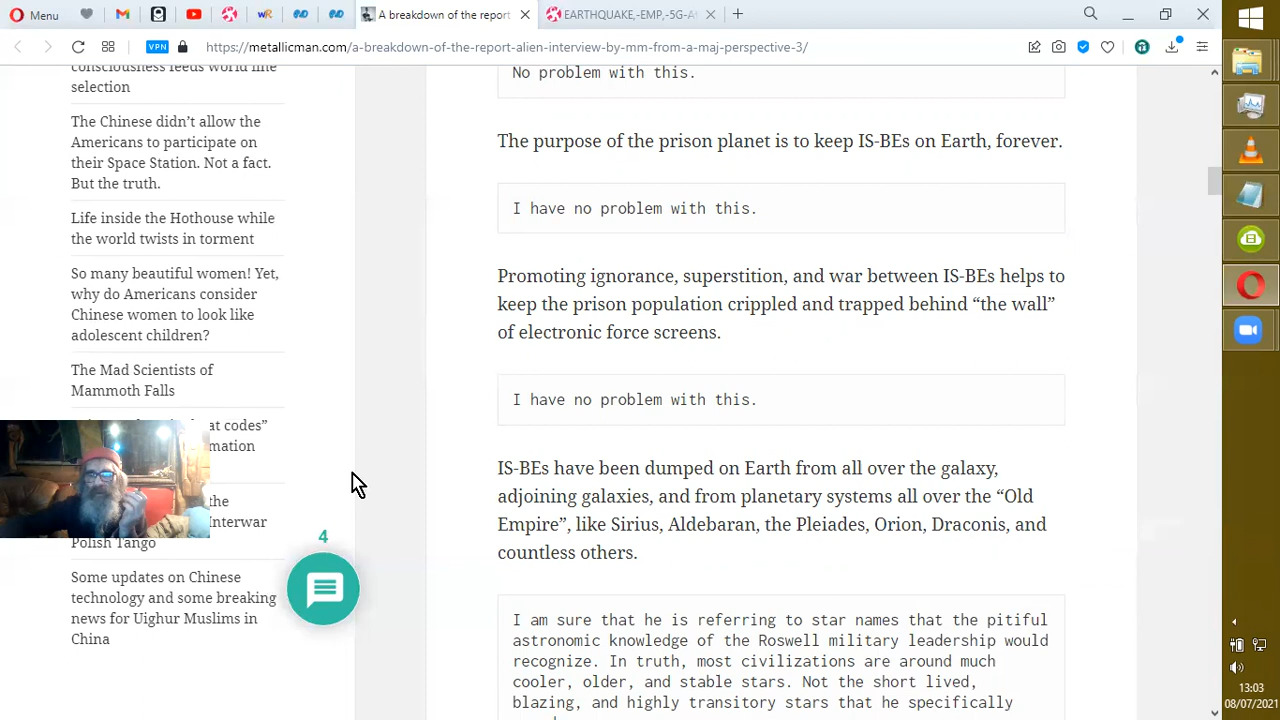 Menu
A breakdown of the report
EARTHQUAKE,-EMP,-5G-A
VPN
https://metallicman.com/a-breakdown-of-the-report-alien-interview-by-mm-from-a-maj-perspective-3/
consciousness feeds world line
selection
The Chinese didn’t allow the
Americans to participate on
their Space Station. Not a fact.
But the truth.
Life inside the Hothouse while
the world twists in torment
So many beautiful women! Yet,
why do Americans consider
Chinese women to look like
adolescent children?
The Mad Scientists of
Mammoth Falls
at codes”
mation
the
Interwar
Polish Tango
Some updates on Chinese
technology and some breaking
news for Uighur Muslims in
China
4
No problem with this.
The purpose of the prison planet is to keep IS-BEs on Earth, forever.
I have no problem with this.
Promoting ignorance, superstition, and war between IS-BEs helps to
keep the prison population crippled and trapped behind “the wall”
of electronic force screens.
I have no problem with this.
IS-BEs have been dumped on Earth from all over the galaxy,
adjoining galaxies, and from planetary systems all over the “Old
Empire”, like Sirius, Aldebaran, the Pleiades, Orion, Draconis, and
countless others.
I am sure that he is referring to star names that the pitiful
astronomic knowledge of the Roswell military leadership would
recognize. In truth, most civilizations are around much
cooler, older, and stable stars. Not the short lived,
blazing, and highly transitory stars that he specifically
13:03
08/07/2021